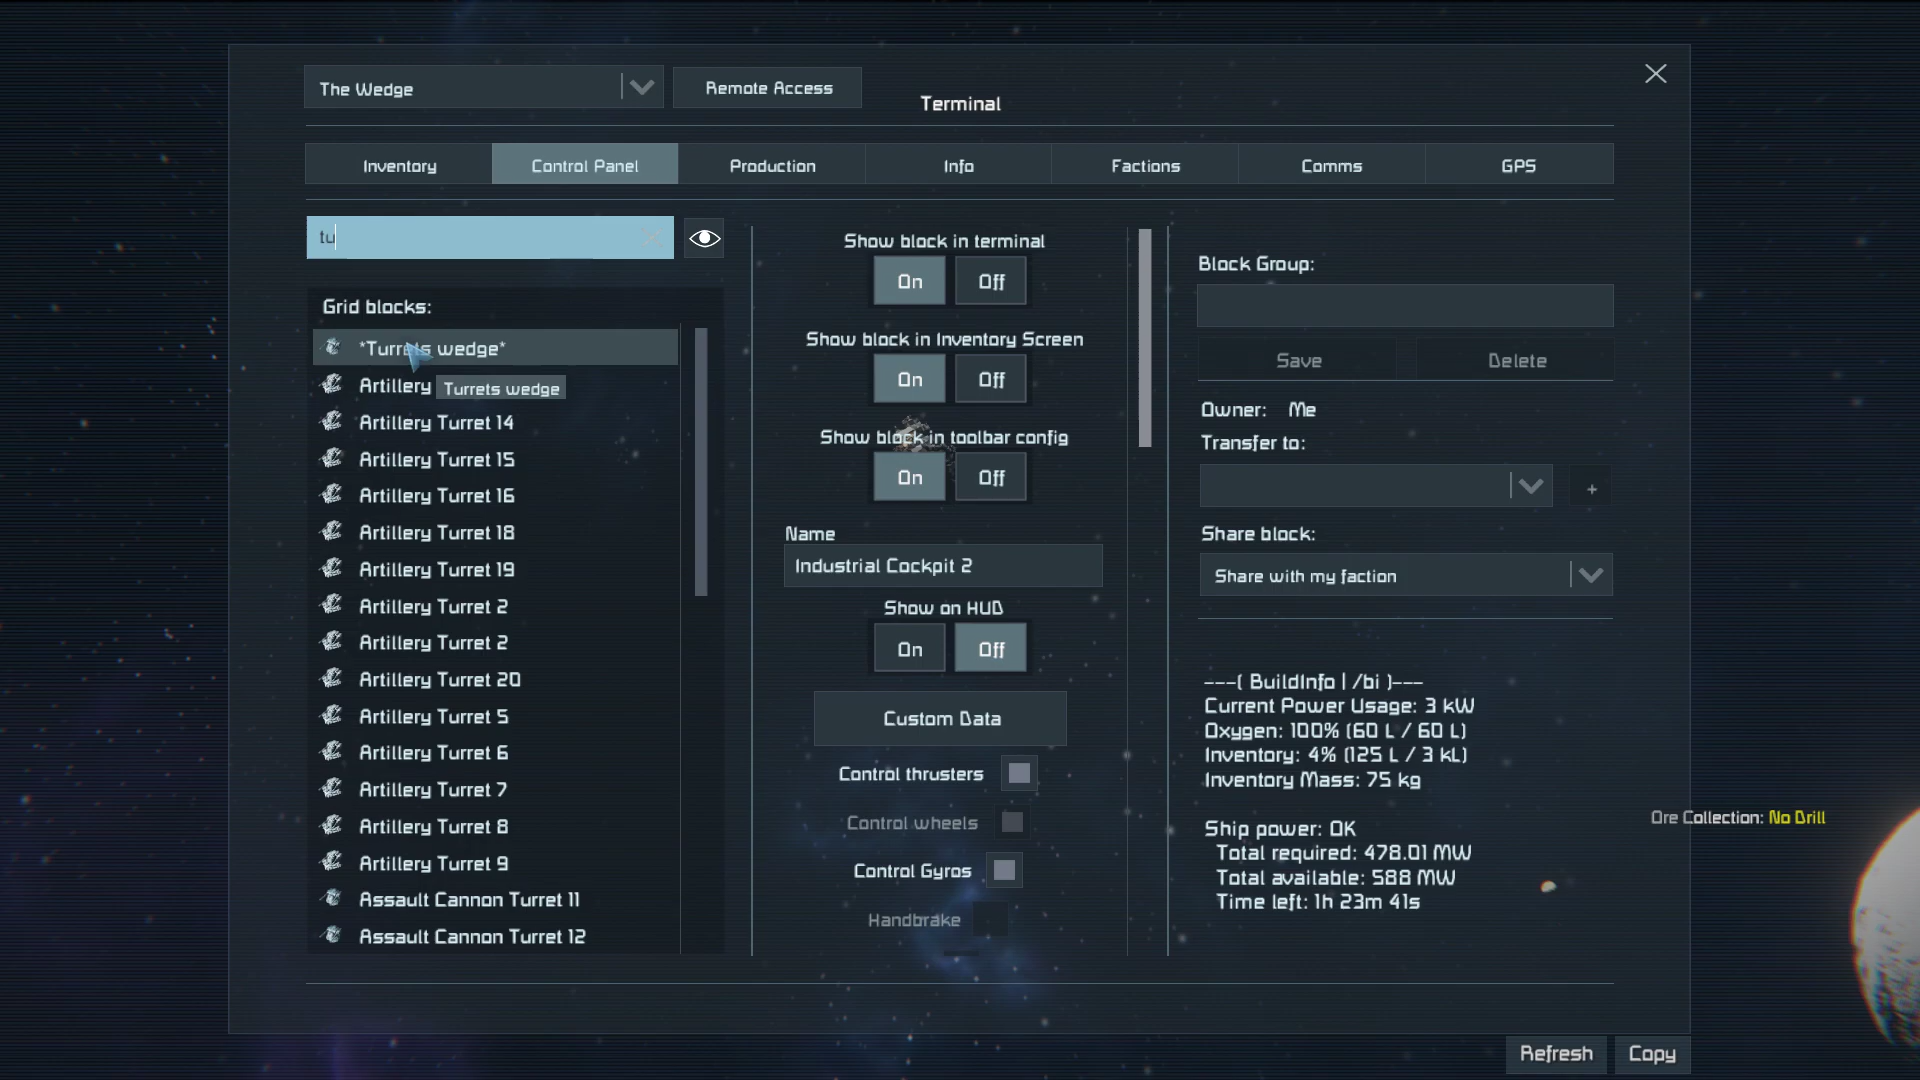 The Wedge
Remote Access
Terminal
Inventory
Control Panel
Production
Info
Factions
Comms
GPS
tu
Grid blocks:
*Turrets wedge*
Artillery
Turrets wedge
Artillery Turret 14
Artillery Turret 15
Artillery Turret 16
Artillery Turret 18
Artillery Turret 19
Artillery Turret 2
Artillery Turret 2
Artillery Turret 20
Artillery Turret 5
Artillery Turret 6
Artillery Turret 7
Artillery Turret 8
Artillery Turret 9
Assault Cannon Turret 11
Assault Cannon Turret 12
Show block in terminal
On Off
Show block in Inventory Screen
On Off
Show block in toolbar config
On Off
Name
Industrial Cockpit 2
Show on HUD
On Off
Custom Data
Control thrusters
Control wheels
Control Gyros
Handbrake
Block Group:
Save
Delete
Owner: Me
Transfer to:
+
Share block:
Share with my faction
---( BuildInfo | /bi )---
Current Power Usage: 3 kW
Oxygen: 100% (60 L / 60 L)
Inventory: 4% (125 L / 3 kL)
Inventory Mass: 75 kg
Ship power: OK
Total required: 478.01 MW
Total available: 588 MW
Time left: 1h 23m 41s
Ore Collection: No Drill
Refresh
Copy